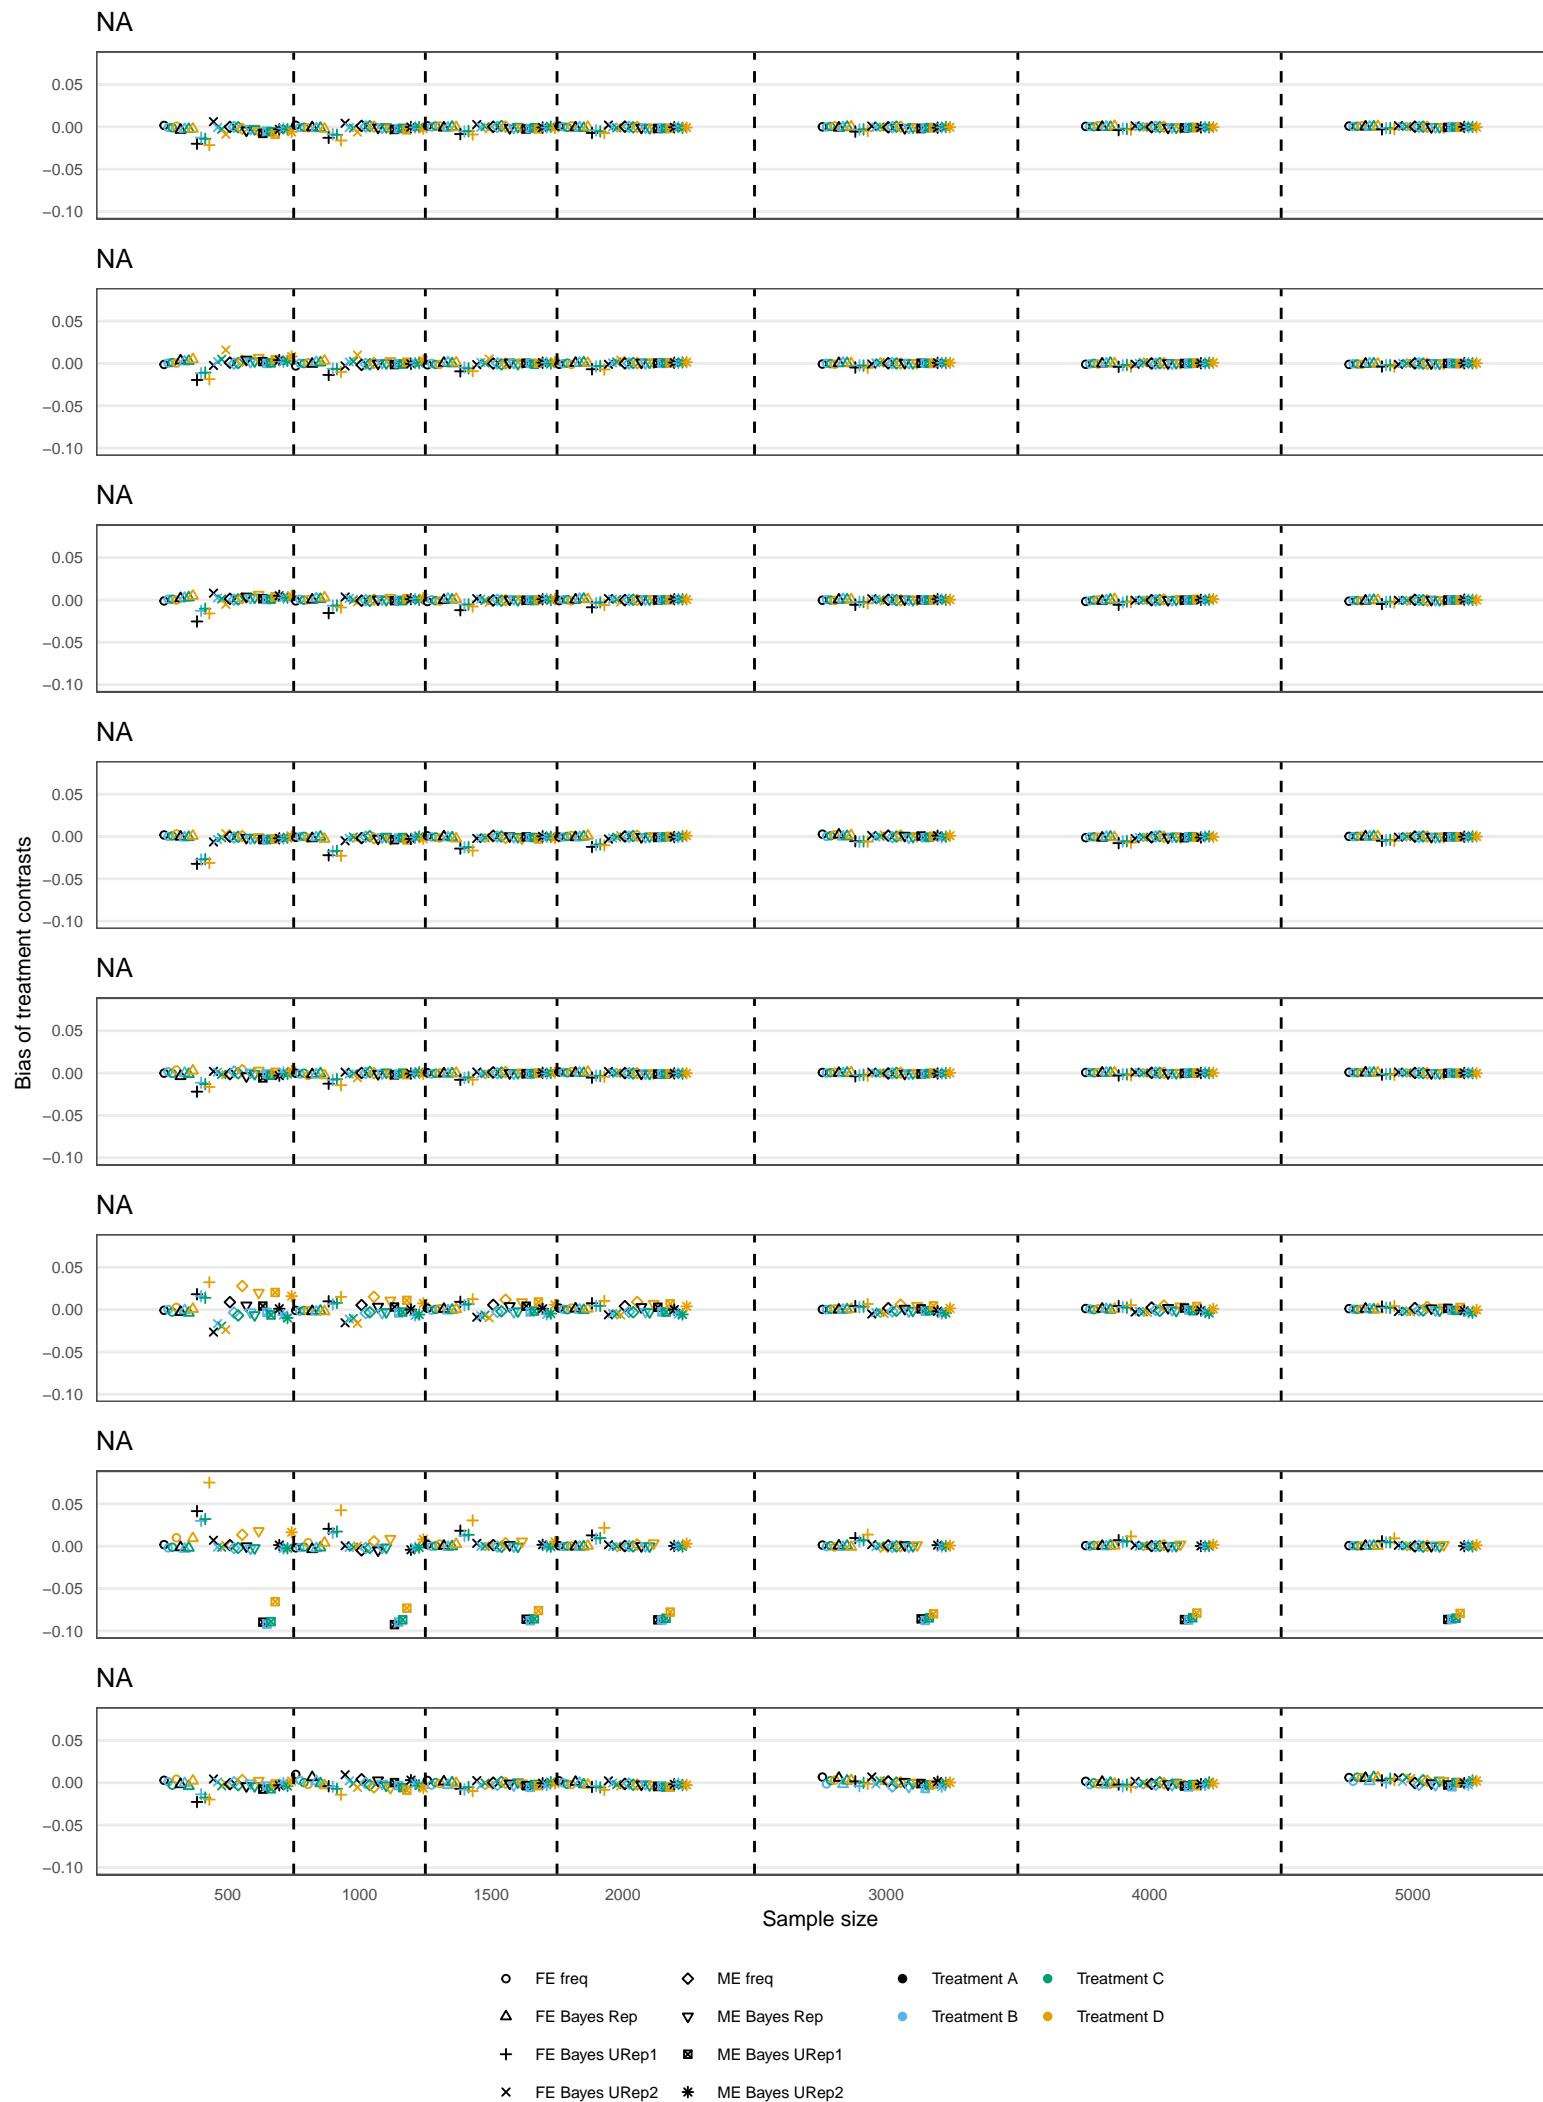 NA
0.05
0.00
−0.05
−0.10
NA
0.05
0.00
−0.05
−0.10
NA
0.05
0.00
−0.05
−0.10
NA
0.05
0.00
−0.05
−0.10
Bias of treatment contrasts
NA
0.05
0.00
−0.05
−0.10
NA
0.05
0.00
−0.05
−0.10
NA
0.05
0.00
−0.05
−0.10
NA
0.05
0.00
−0.05
−0.10
500 1000 1500 2000 3000 4000 5000
Sample size
FE freq ME freq Treatment A Treatment C
FE Bayes Rep ME Bayes Rep Treatment B Treatment D
FE Bayes URep1 ME Bayes URep1
FE Bayes URep2 ME Bayes URep2